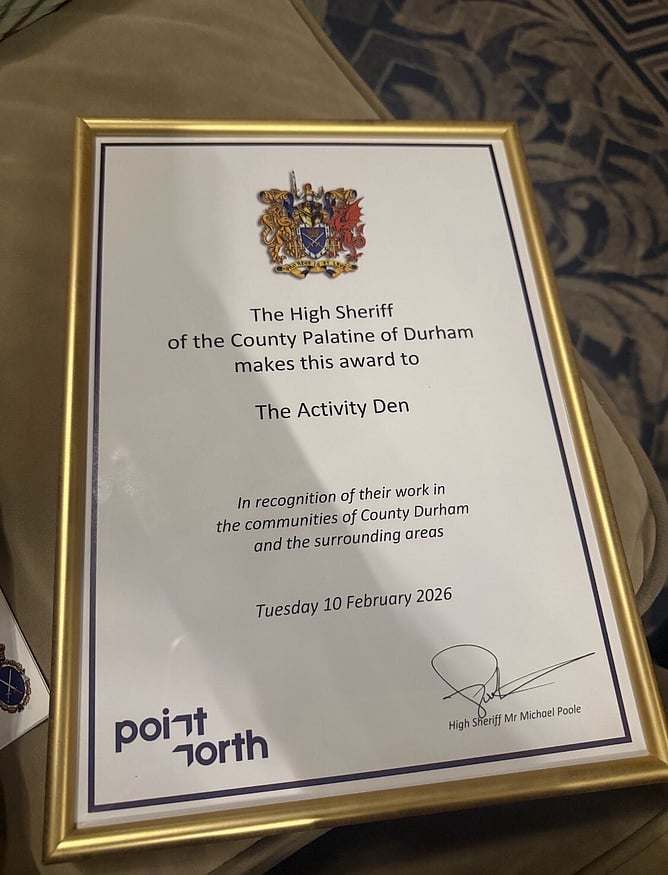 The High Sheriff
of the County Palatine of Durham
makes this award to
The Activity Den
In recognition of their work in
the communities of County Durham
and the surrounding areas
Tuesday 10 February 2026
High Sheriff Mr Michael Poole
point
north